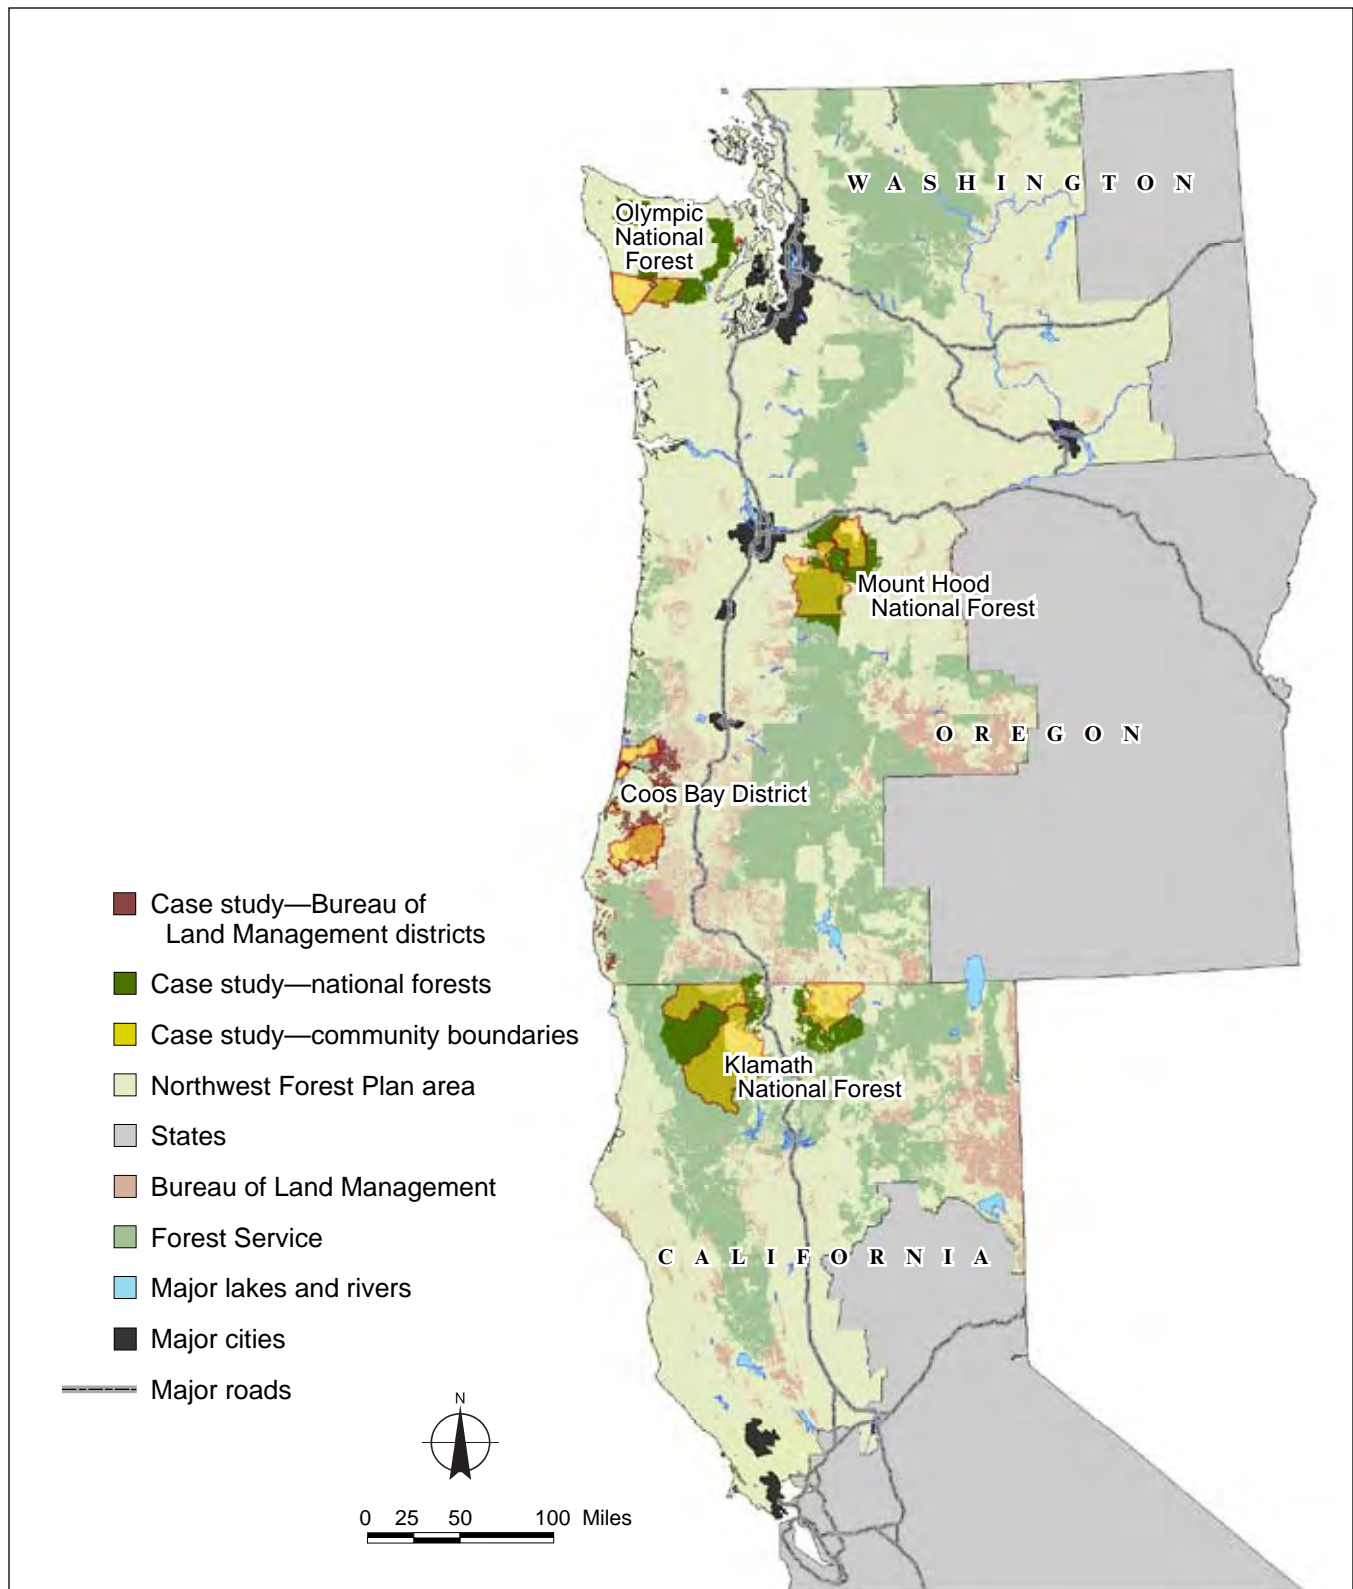 W A S H I N G T O N
Olympic
National
Forest
Mount Hood
National Forest
O R E G O N
Coos Bay District
Klamath
National Forest
C A L I F O R N I A
Case study—Bureau of
Land Management districts
Case study—national forests
Case study—community boundaries
Northwest Forest Plan area
States
Bureau of Land Management
Forest Service
Major lakes and rivers
Major cities
Major roads
N
0 25 50 100 Miles